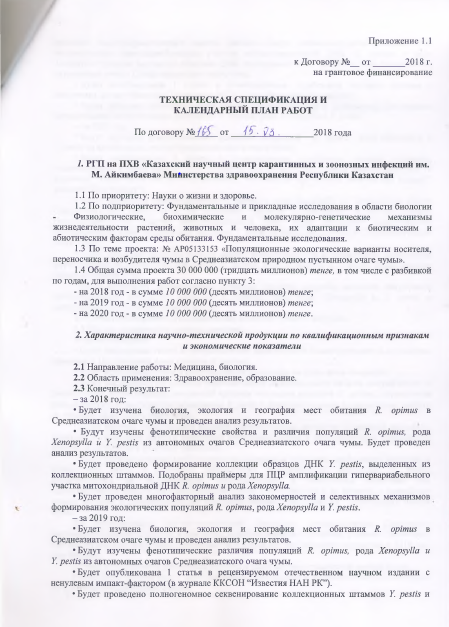 Приложение 1.1
к Договору №__ от _______2018 г.
на грантовое финансирование
ТЕХНИЧЕСКАЯ СПЕЦИФИКАЦИЯ И
КАЛЕНДАРНЫЙ ПЛАН РАБОТ
По договору №165 от 15.03. 2018 года
1. РГП на ПХВ «Казахский научный центр карантинных и зоонозных инфекций им.
М. Айкимбаева» Министерства здравоохранения Республики Казахстан
1.1 По приоритету: Науки о жизни и здоровье.
1.2 По подприоритету: Фундаментальные и прикладные исследования в области биологии
- Физиологические, биохимические и молекулярно-генетические механизмы
жизнедеятельности растений, животных и человека, их адаптации к биотическим и
абиотическим факторам среды обитания. Фундаментальные исследования.
1.3 По теме проекта: № АР05133153 «Популяционные экологические варианты носителя,
переносчика и возбудителя чумы в Среднеазиатском природном пустынном очаге чумы».
1.4 Общая сумма проекта 30 000 000 (тридцать миллионов) тенге, в том числе с разбивкой
по годам, для выполнения работ согласно пункту 3:
- на 2018 год - в сумме 10 000 000 (десять миллионов) тенге;
- на 2019 год - в сумме 10 000 000 (десять миллионов) тенге;
- на 2020 год - в сумме 10 000 000 (десять миллионов) тенге.
2. Характеристика научно-технической продукции по квалификационным признакам
и экономические показатели
2.1 Направление работы: Медицина, биология.
2.2 Область применения: Здравоохранение, образование.
2.3 Конечный результат:
– за 2018 год:
• Будет изучена биология, экология и география мест обитания R. opimus в
Среднеазиатском очаге чумы и проведен анализ результатов.
• Будут изучены фенотипические свойства и различия популяций R. opimus, рода
Xenopsylla и Y. pestis из автономных очагов Среднеазиатского очага чумы. Будет проведен
анализ результатов.
• Будет проведено формирование коллекции образцов ДНК Y. pestis, выделенных из
коллекционных штаммов. Подобраны праймеры для ПЦР амплификации гипервариабельного
участка митохондриальной ДНК R. opimus и рода Xenopsylla.
• Будет проведен многофакторный анализ закономерностей и селективных механизмов
формирования экологических популяций R. opimus, рода Xenopsylla и Y. pestis.
– за 2019 год:
• Будет изучена биология, экология и география мест обитания R. opimus в
Среднеазиатском очаге чумы и проведен анализ результатов.
• Будут изучены фенотипические различия популяций R. opimus, рода Xenopsylla и
Y. pestis из автономных очагов Среднеазиатского очага чумы.
• Будет опубликована 1 статья в рецензируемом отечественном научном издании с
ненулевым импакт-фактором (в журнале ККСОН “Известия НАН РК”).
• Будет проведено полногеномное секвенирование коллекционных штаммов Y. pestis и